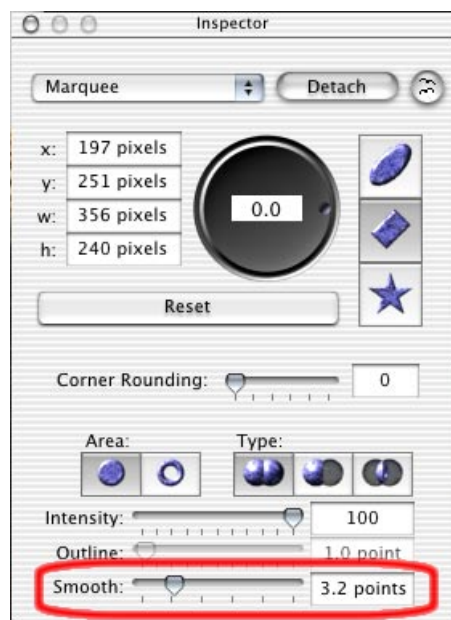 Inspector
Marquee Detach
x: 197 pixels
y: 251 pixels
w: 356 pixels
h: 240 pixels
0.0
Reset
Corner Rounding: 0
Area: Type:
Intensity: 100
Outline: 1.0 point
Smooth: 3.2 points